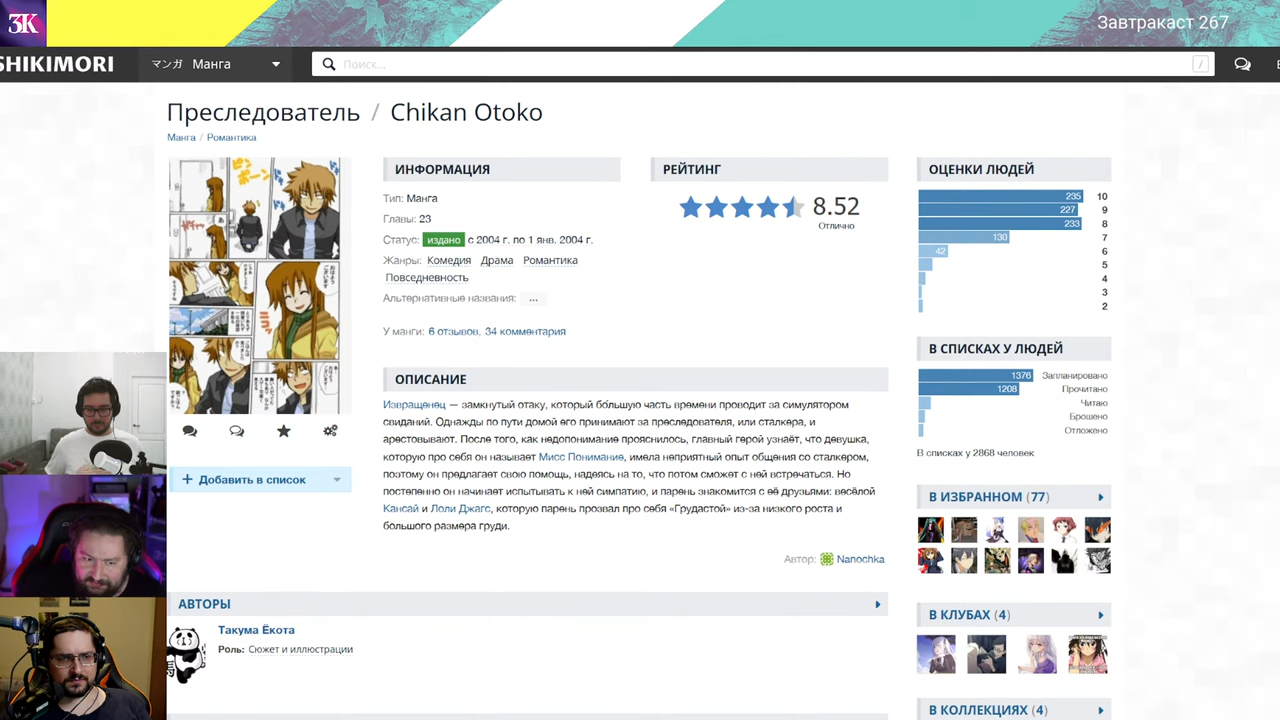 ЗК
Завтракаст 267
SHIKIMORI
マンガ Манга
Поиск...
/
Преследователь / Chikan Otoko
Манга / Романтика
ИНФОРМАЦИЯ
Тип: Манга
Главы: 23
Статус: издано с 2004 г. по 1 янв. 2004 г.
Жанры: Комедия Драма Романтика
Повседневность
Альтернативные названия: ...
У манги: 6 отзывов, 34 комментария
РЕЙТИНГ
8.52
Отлично
ОЦЕНКИ ЛЮДЕЙ
235 10
227 9
233 8
130 7
42 6
5
4
3
2
В СПИСКАХ У ЛЮДЕЙ
1376 Запланировано
1208 Прочитано
Читаю
Брошено
Отложено
В списках у 2868 человек
+ Добавить в список
ОПИСАНИЕ
Извращенец — замкнутый отаку, который бо́льшую часть времени проводит за симулятором
свиданий. Однажды по пути домой его принимают за преследователя, или сталкера, и
арестовывают. После того, как недопонимание прояснилось, главный герой узнаёт, что девушка,
которую про себя он называет Мисс Понимание, имела неприятный опыт общения со сталкером,
поэтому он предлагает свою помощь, надеясь на то, что потом сможет с ней встречаться. Но
постепенно он начинает испытывать к ней симпатию, и парень знакомится с её друзьями: весёлой
Кансай и Лоли Джагс, которую парень прозвал про себя «Грудастой» из-за низкого роста и
большого размера груди.
Автор: Nanochka
В ИЗБРАННОМ (77)
В КЛУБАХ (4)
В КОЛЛЕКЦИЯХ (4)
АВТОРЫ
Такума Ёкота
Роль: Сюжет и иллюстрации